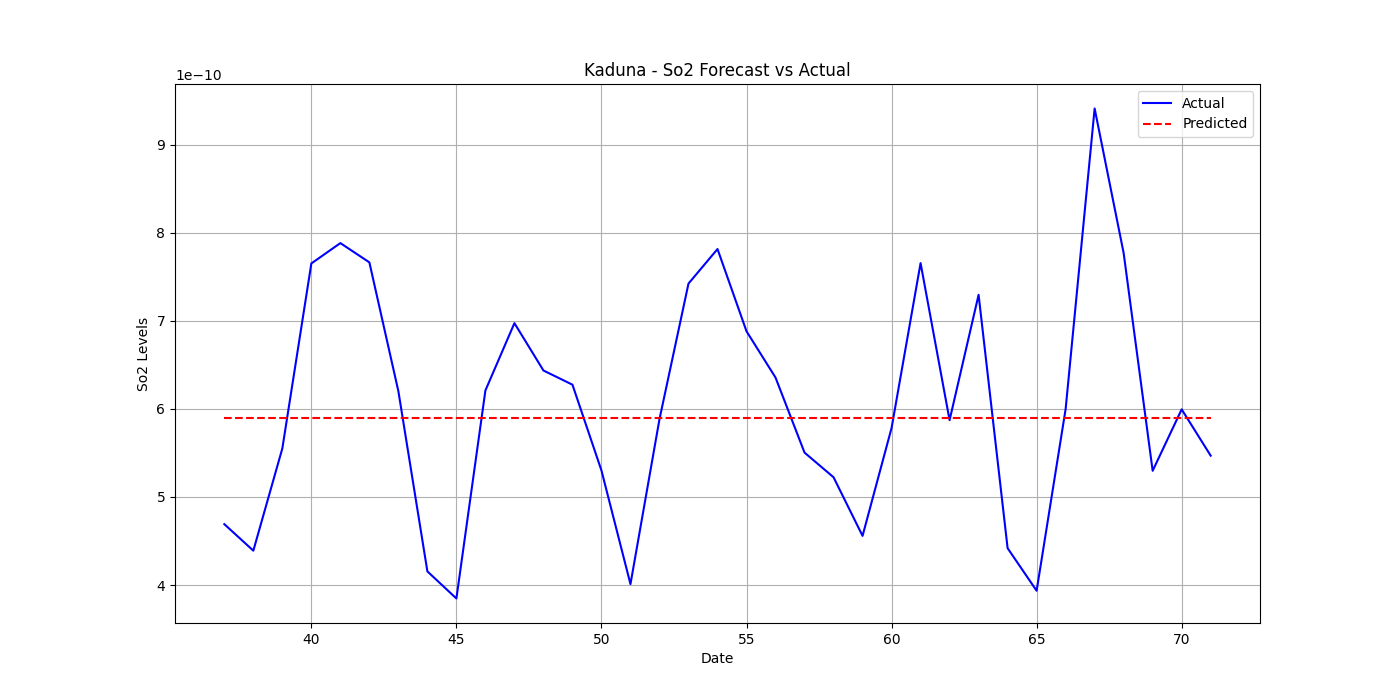 Kaduna - So2 Forecast vs Actual
1e−10
Actual
Predicted
9
8
7
6
5
4
So2 Levels
40 45 50 55 60 65 70
Date